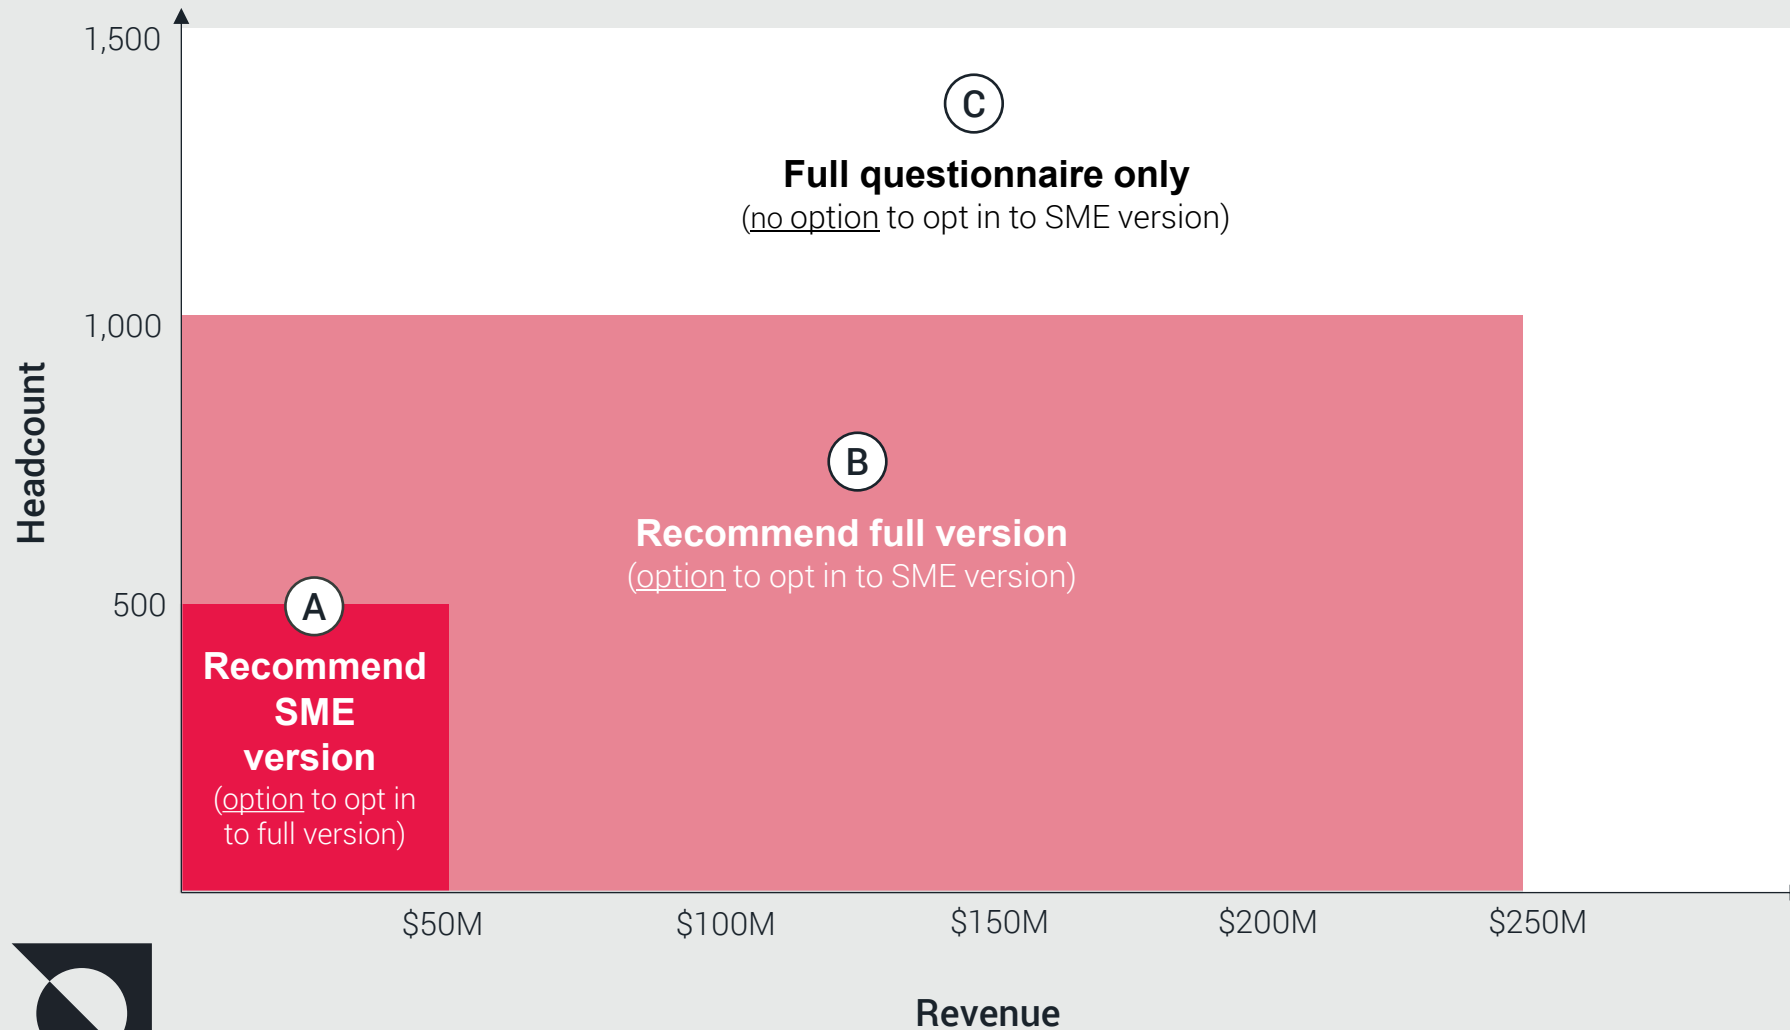 1,500
C
Full questionnaire only
(no option to opt in to SME version)
1,000
Headcount
B
Recommend full version
(option to opt in to SME version)
500
A
Recommend
SME
version
(option to opt in
to full version)
$50M
$100M
$150M
$200M
$250M
Revenue